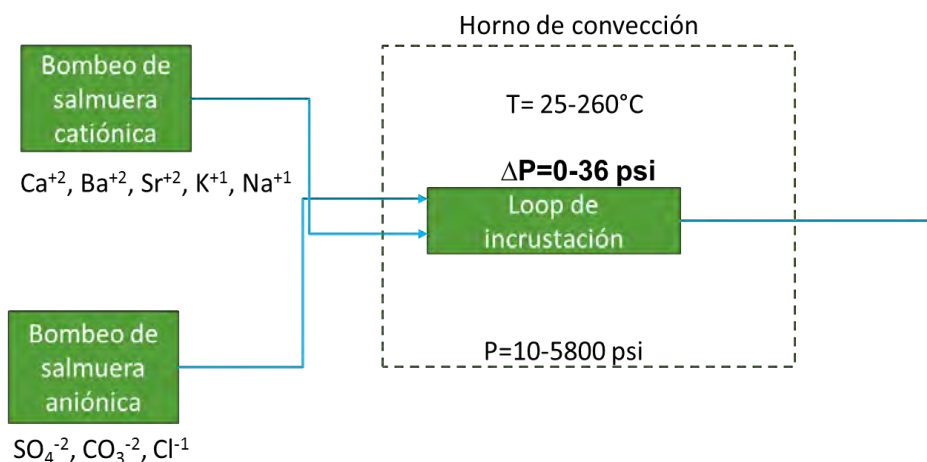 Horno de convección
Bombeo de
salmuera
catiónica
T= 25-260°C
Ca⁺², Ba⁺², Sr⁺², K⁺¹, Na⁺¹
ΔP=0-36 psi
Loop de
incrustación
Bombeo de
salmuera
aniónica
P=10-5800 psi
SO₄⁻², CO₃⁻², Cl⁻¹